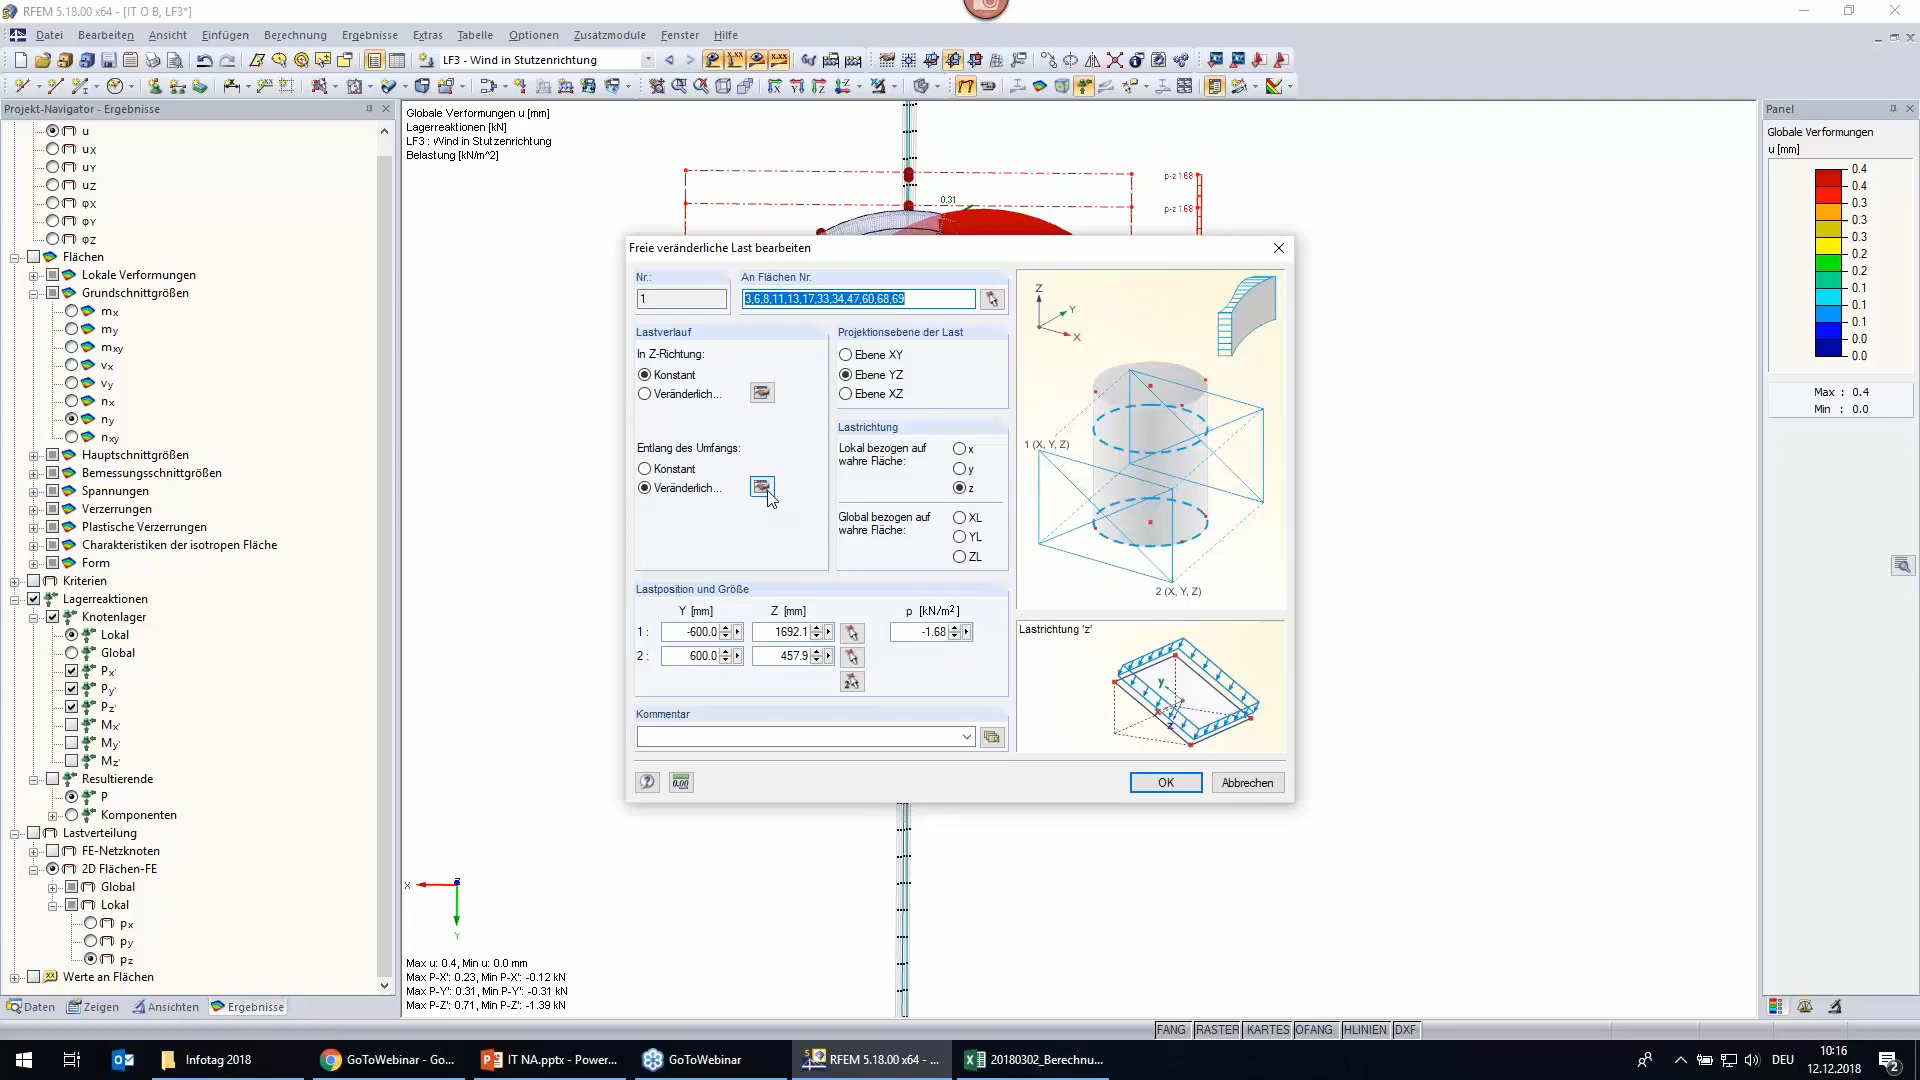 RFEM 5.18.00 x64 - [IT O B, LF3*]
Datei Bearbeiten Ansicht Einfügen Berechnung Ergebnisse Extras Tabelle Optionen Zusatzmodule Fenster Hilfe
LF3 - Wind in Stutzenrichtung
Projekt-Navigator - Ergebnisse
u
uX
uY
uZ
φX
φY
φZ
Flächen
Lokale Verformungen
Grundschnittgrößen
mx
my
mxy
vx
vy
nx
ny
nxy
Hauptschnittgrößen
Bemessungsschnittgrößen
Spannungen
Verzerrungen
Plastische Verzerrungen
Charakteristiken der isotropen Fläche
Form
Kriterien
Lagerreaktionen
Knotenlager
Lokal
Global
Px'
Py'
Pz'
Mx'
My'
Mz'
Resultierende
P
Komponenten
Lastverteilung
FE-Netzknoten
2D Flächen-FE
Global
Lokal
px
py
pz
Werte an Flächen
Daten Zeigen Ansichten Ergebnisse
Globale Verformungen u [mm]
Lagerreaktionen [kN]
LF3 : Wind in Stutzenrichtung
Belastung [kN/m^2]
p-z 1.68
0.31
p-z 1.68
Freie veränderliche Last bearbeiten
Nr.:
1
An Flächen Nr.
3,6,8,11,13,17,33,34,47,60,68,69
Lastverlauf
In Z-Richtung:
Konstant
Veränderlich...
Entlang des Umfangs:
Konstant
Veränderlich...
Projektionsebene der Last
Ebene XY
Ebene YZ
Ebene XZ
Lastrichtung
Lokal bezogen auf wahre Fläche:
x
y
z
Global bezogen auf wahre Fläche:
XL
YL
ZL
Lastposition und Größe
Y [mm] Z [mm] p [kN/m²]
1 : -600.0 1692.1 -1.68
2 : 600.0 457.9
Kommentar
Z
Y
X
1 (X, Y, Z)
2 (X, Y, Z)
Lastrichtung 'z'
y
x
z
0.00
OK
Abbrechen
X
Z
Y
Max u: 0.4, Min u: 0.0 mm
Max P-X': 0.23, Min P-X': -0.12 kN
Max P-Y': 0.31, Min P-Y': -0.31 kN
Max P-Z': 0.71, Min P-Z': -1.39 kN
Panel
Globale Verformungen
u [mm]
0.4
0.4
0.3
0.3
0.3
0.2
0.2
0.1
0.1
0.1
0.0
0.0
Max : 0.4
Min : 0.0
FANG RASTER KARTES OFANG HLINIEN DXF
Infotag 2018
GoToWebinar - Go...
IT NA.pptx - Power...
GoToWebinar
RFEM 5.18.00 x64 - ...
20180302_Berechnu...
DEU
10:16
12.12.2018
2